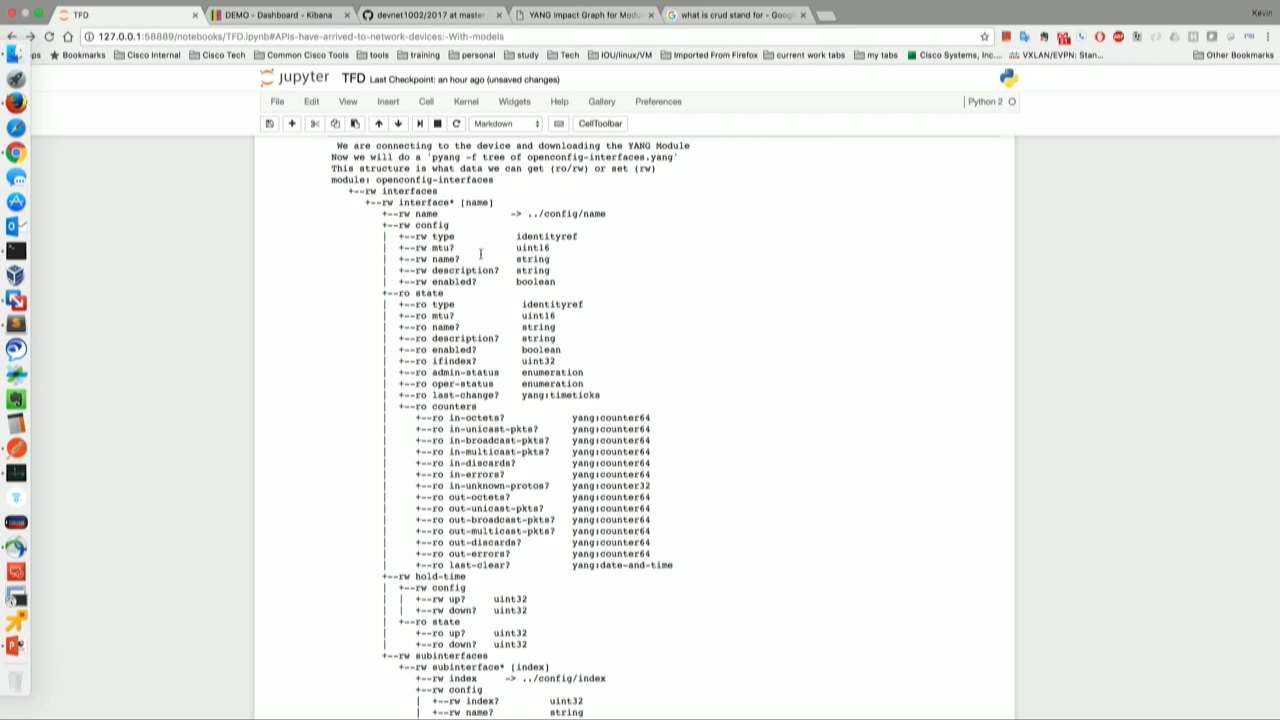 TFD
DEMO - Dashboard - Kibana
devnet1002/2017 at master
YANG Impact Graph for Modu
what is crud stand for - Goog
Kevin
127.0.0.1:58889/notebooks/TFD.ipynb#APIs-have-arrived-to-network-devices:-With-models
ps Bookmarks Cisco Internal Cisco Tech Common Cisco Tools tools training personal study Tech IOU/linux/VM Imported From Firefox current work tabs my tabs Cisco Systems, Inc.... VXLAN/EVPN: Stan... Other Bookmarks
jupyter TFD Last Checkpoint: an hour ago (unsaved changes)
File Edit View Insert Cell Kernel Widgets Help Gallery Preferences Python 2
Markdown CellToolbar
We are connecting to the device and downloading the YANG Module
Now we will do a 'pyang -f tree of openconfig-interfaces.yang'
This structure is what data we can get (ro/rw) or set (rw)
module: openconfig-interfaces
+--rw interfaces
+--rw interface* [name]
+--rw name -> ../config/name
+--rw config
| +--rw type identityref
| +--rw mtu? uint16
| +--rw name? string
| +--rw description? string
| +--rw enabled? boolean
+--ro state
| +--ro type identityref
| +--ro mtu? uint16
| +--ro name? string
| +--ro description? string
| +--ro enabled? boolean
| +--ro ifindex? uint32
| +--ro admin-status enumeration
| +--ro oper-status enumeration
| +--ro last-change? yang:timeticks
| +--ro counters
| +--ro in-octets? yang:counter64
| +--ro in-unicast-pkts? yang:counter64
| +--ro in-broadcast-pkts? yang:counter64
| +--ro in-multicast-pkts? yang:counter64
| +--ro in-discards? yang:counter64
| +--ro in-errors? yang:counter64
| +--ro in-unknown-protos? yang:counter32
| +--ro out-octets? yang:counter64
| +--ro out-unicast-pkts? yang:counter64
| +--ro out-broadcast-pkts? yang:counter64
| +--ro out-multicast-pkts? yang:counter64
| +--ro out-discards? yang:counter64
| +--ro out-errors? yang:counter64
| +--ro last-clear? yang:date-and-time
+--rw hold-time
| +--rw config
| | +--rw up? uint32
| | +--rw down? uint32
| +--ro state
| +--ro up? uint32
| +--ro down? uint32
+--rw subinterfaces
+--rw subinterface* [index]
+--rw index -> ../config/index
+--rw config
| +--rw index? uint32
| +--rw name? string